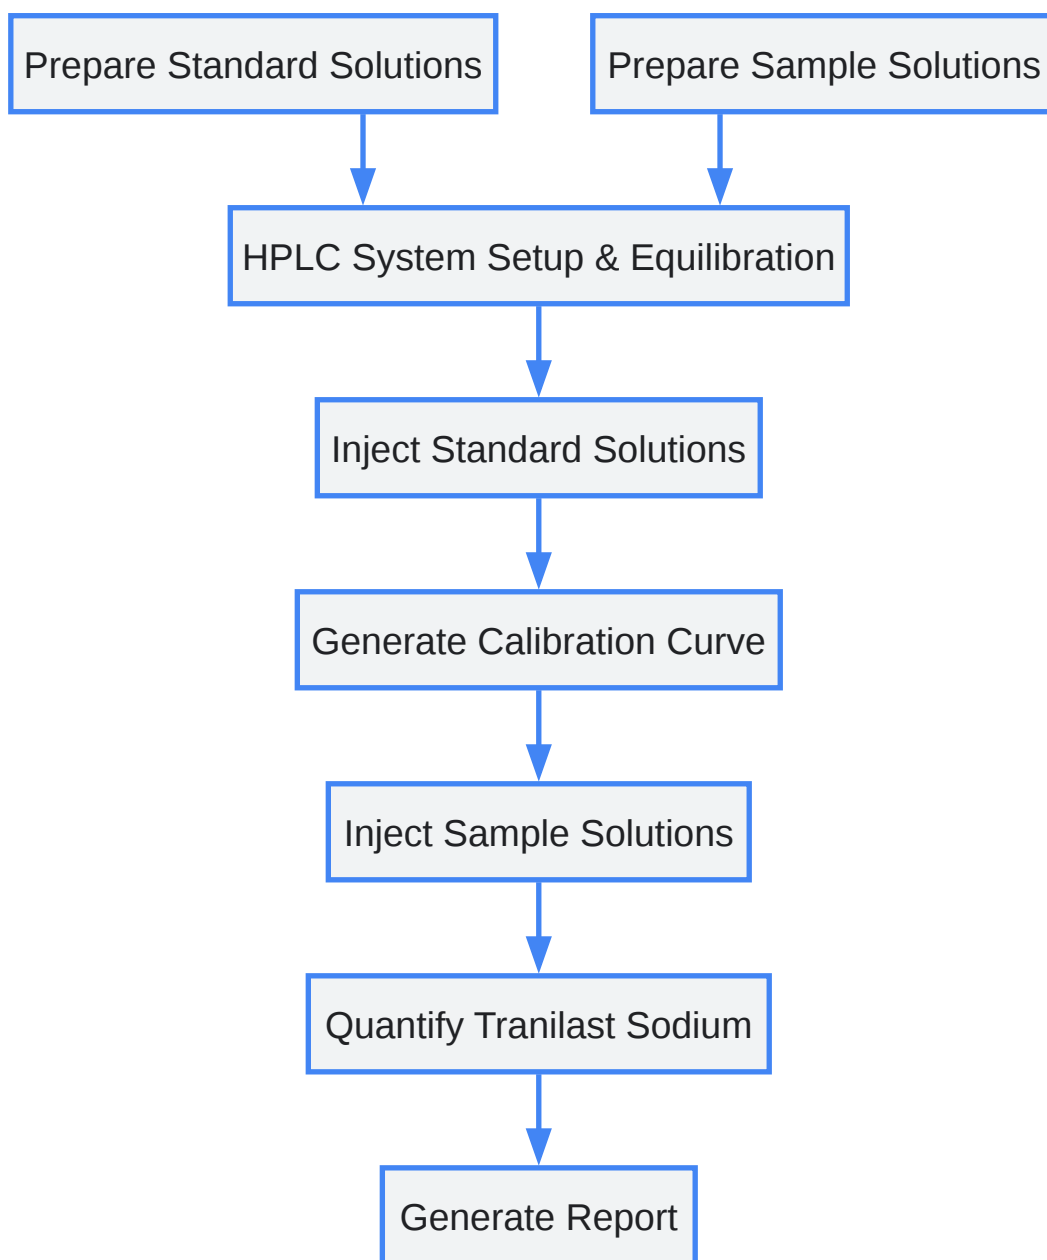 Prepare Standard Solutions
Prepare Sample Solutions
HPLC System Setup & Equilibration
Inject Standard Solutions
Generate Calibration Curve
Inject Sample Solutions
Quantify Tranilast Sodium
Generate Report